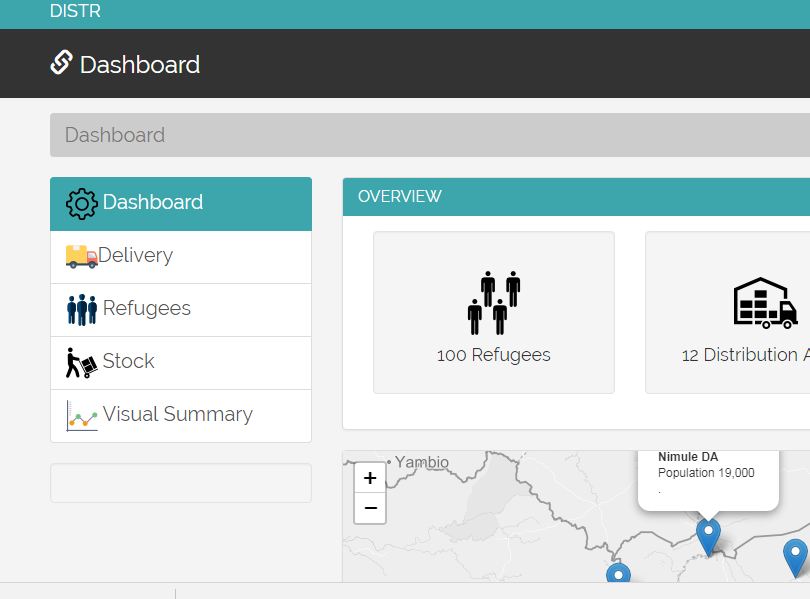 DISTR
Dashboard
Dashboard
Dashboard
Delivery
Refugees
Stock
Visual Summary
OVERVIEW
100 Refugees
12 Distribution
Yambio
+
−
Nimule DA
Population 19,000
.